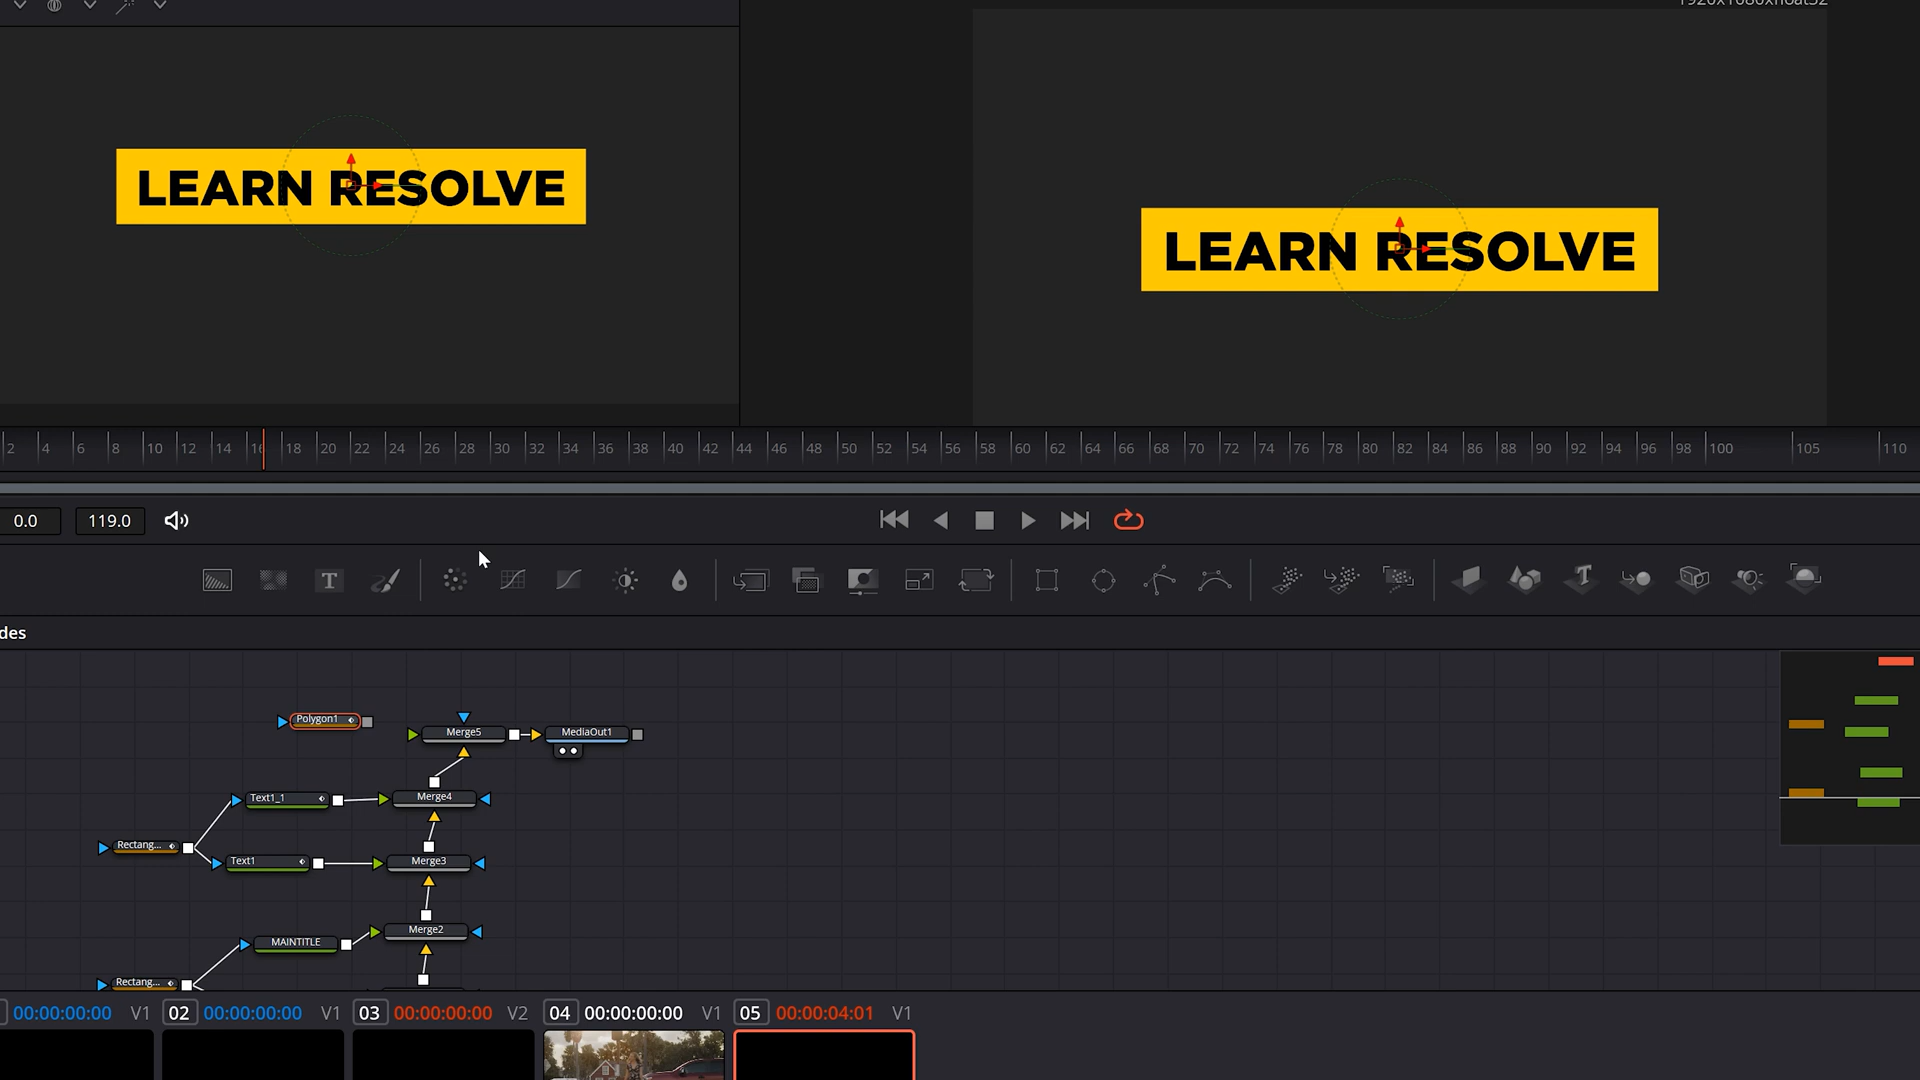 1920x1080xfloat32
LEARN RESOLVE
LEARN RESOLVE
2 4 6 8 10 12 14 16 18 20 22 24 26 28 30 32 34 36 38 40 42 44 46 48 50 52 54 56 58 60 62 64 66 68 70 72 74 76 78 80 82 84 86 88 90 92 94 96 98 100 105 110
0.0 119.0
T
des
Polygon1
Merge5 MediaOut1
Text1_1 Merge4
Rectang...
Text1 Merge3
MAINTITLE Merge2
Rectang...
00:00:00:00 V1 02 00:00:00:00 V1 03 00:00:00:00 V2 04 00:00:00:00 V1 05 00:00:04:01 V1